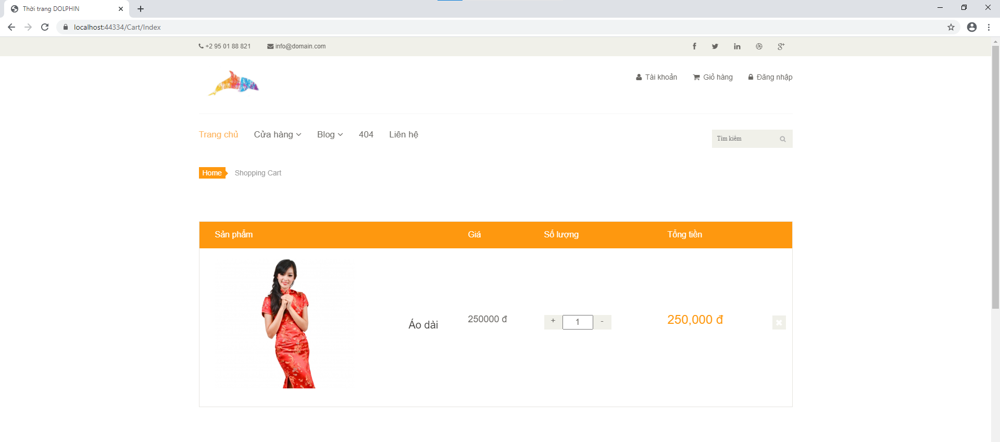 Thời trang DOLPHIN
localhost:44334/Cart/Index
+2 95 01 88 821 info@domain.com
Tài khoản Giỏ hàng Đăng nhập
Trang chủ Cửa hàng Blog 404 Liên hệ
Tìm kiếm
Home Shopping Cart
Sản phẩm Giá Số lượng Tổng tiền
Áo dài 250000 đ + 1 - 250,000 đ